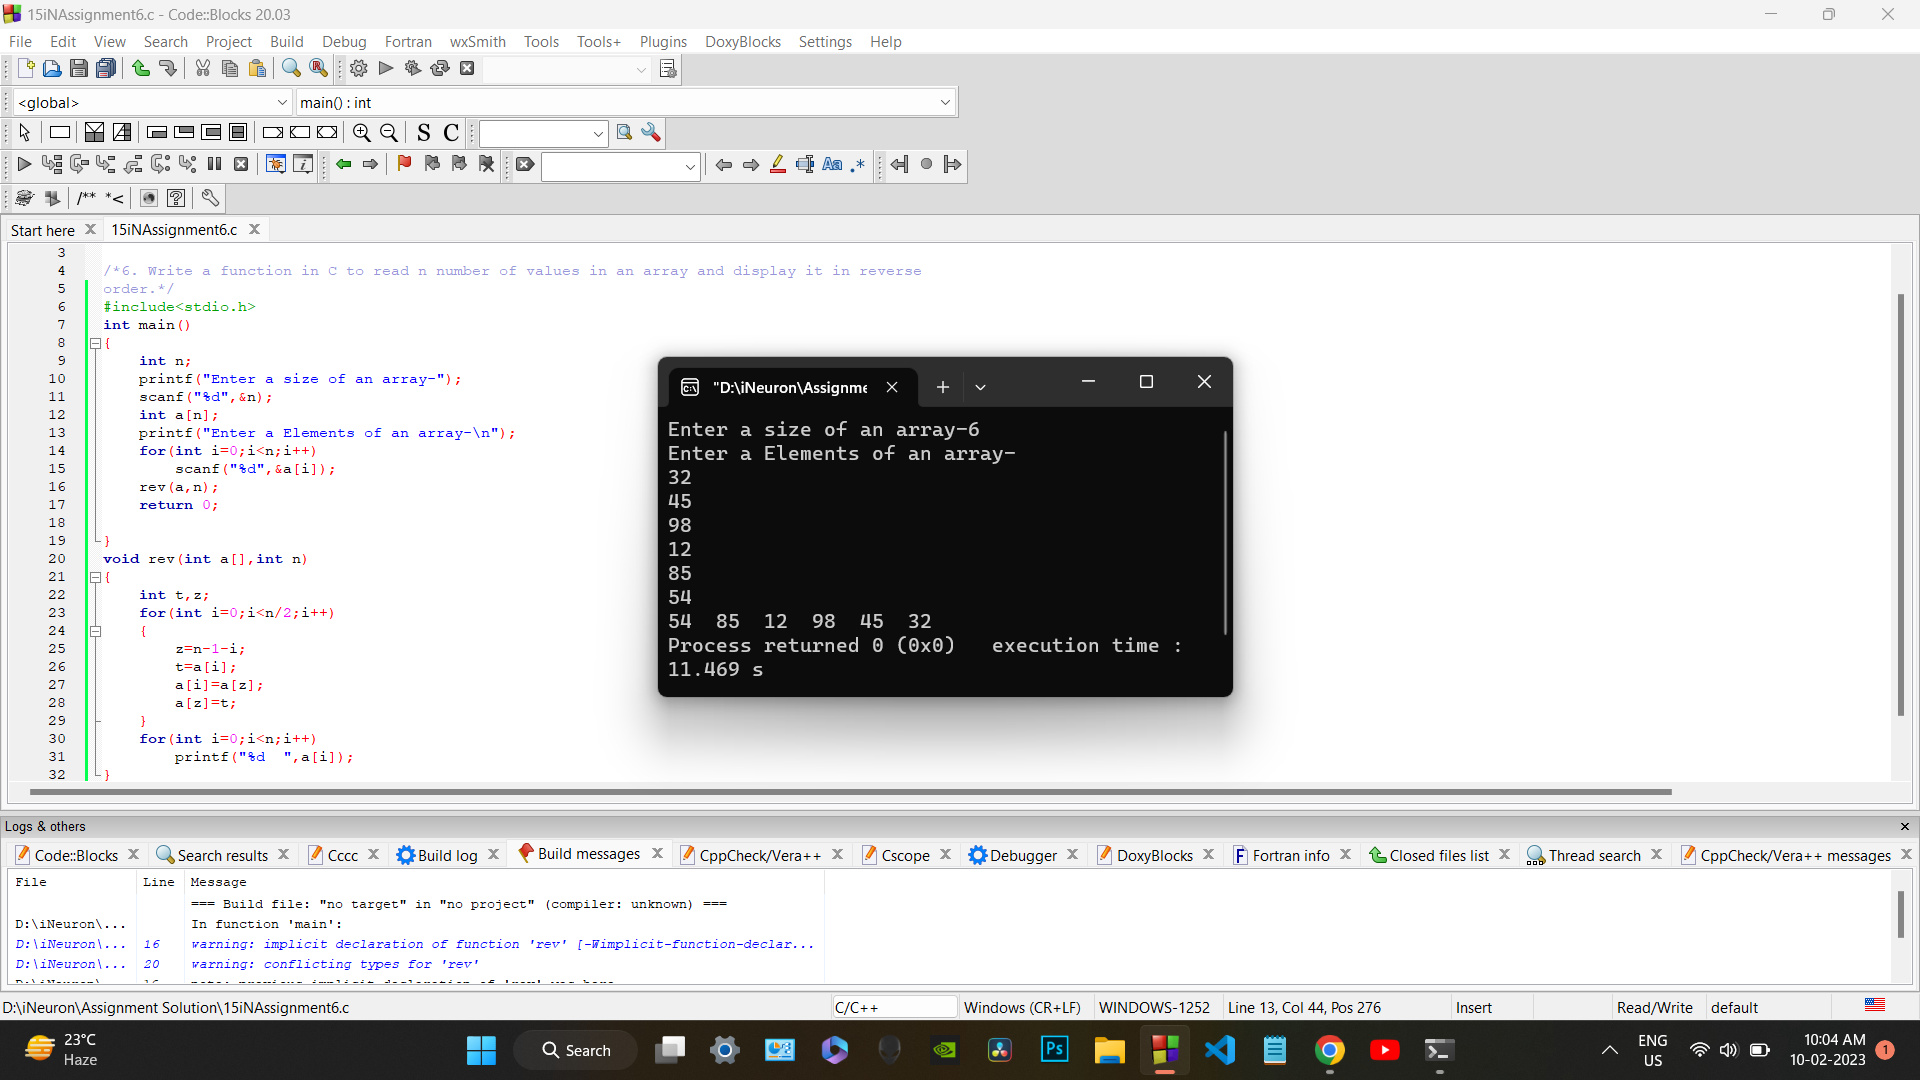 15iNAssignment6.c - Code::Blocks 20.03
File Edit View Search Project Build Debug Fortran wxSmith Tools Tools+ Plugins DoxyBlocks Settings Help
<global> main() : int
S C
Aa .*
/** *<
Start here 15iNAssignment6.c
3
4 /*6. Write a function in C to read n number of values in an array and display it in reverse
5 order.*/
6 #include<stdio.h>
7 int main()
8 {
9 int n;
10 printf("Enter a size of an array-");
11 scanf("%d",&n);
12 int a[n];
13 printf("Enter a Elements of an array-\n");
14 for(int i=0;i<n;i++)
15 scanf("%d",&a[i]);
16 rev(a,n);
17 return 0;
18
19 }
20 void rev(int a[],int n)
21 {
22 int t,z;
23 for(int i=0;i<n/2;i++)
24 {
25 z=n-1-i;
26 t=a[i];
27 a[i]=a[z];
28 a[z]=t;
29 }
30 for(int i=0;i<n;i++)
31 printf("%d  ",a[i]);
32 }
"D:\iNeuron\Assignme
Enter a size of an array-6
Enter a Elements of an array-
32
45
98
12
85
54
54 85 12 98 45 32
Process returned 0 (0x0) execution time :
11.469 s
Logs & others
Code::Blocks Search results Cccc Build log Build messages CppCheck/Vera++ Cscope Debugger DoxyBlocks Fortran info Closed files list Thread search CppCheck/Vera++ messages
File Line Message
=== Build file: "no target" in "no project" (compiler: unknown) ===
D:\iNeuron\... In function 'main':
D:\iNeuron\... 16 warning: implicit declaration of function 'rev' [-Wimplicit-function-declar...
D:\iNeuron\... 20 warning: conflicting types for 'rev'
D:\iNeuron\Assignment Solution\15iNAssignment6.c C/C++ Windows (CR+LF) WINDOWS-1252 Line 13, Col 44, Pos 276 Insert Read/Write default
23°C
Haze
Search
Ps
ENG
US
10:04 AM
10-02-2023
1